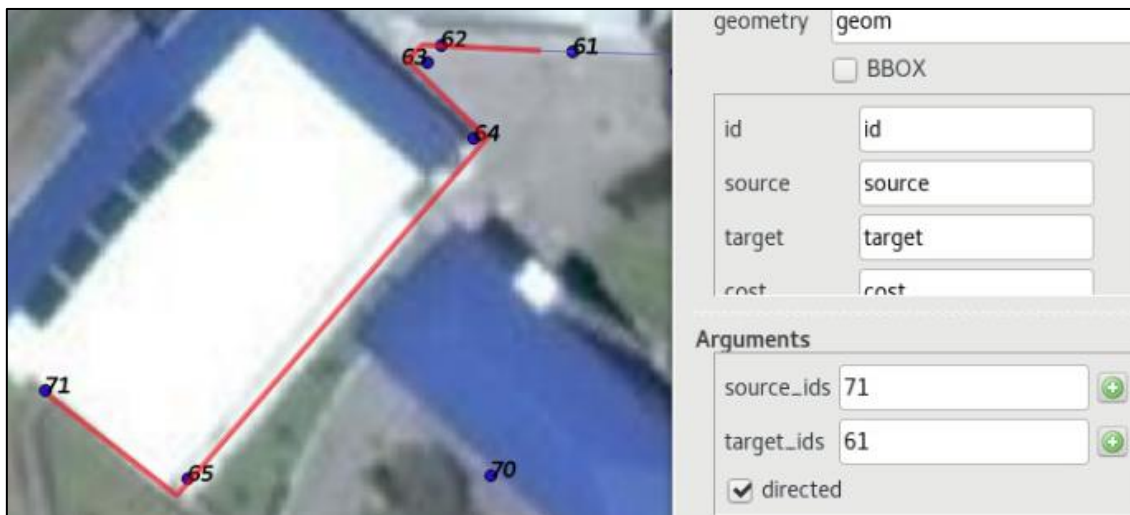 62
61
63
64
71
65
70
geometry geom
BBOX
id id
source source
target target
cost cost
Arguments
source_ids 71
target_ids 61
directed